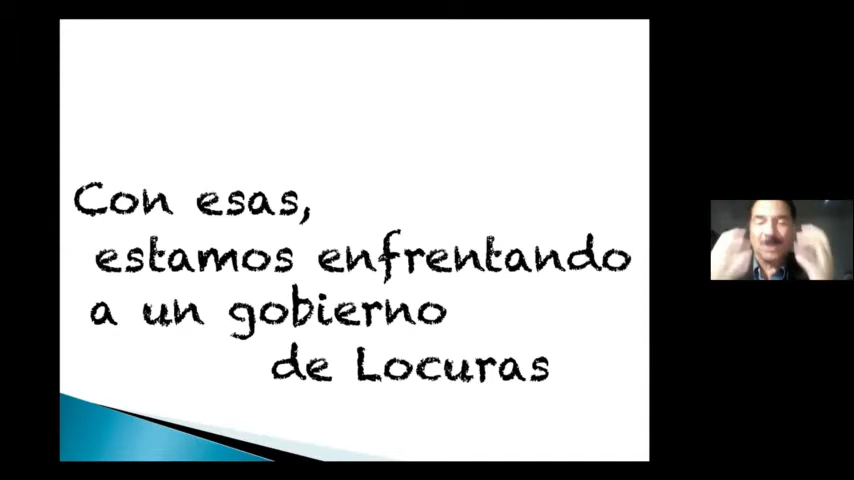 Con esas,
estamos enfrentando
a un gobierno
de Locuras